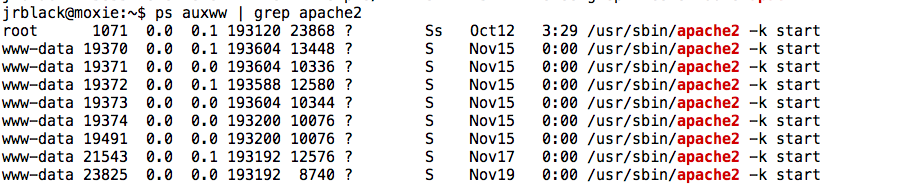 jrblack@moxie:~$ ps auxww | grep apache2
root      1071  0.0  0.1 193120 23868 ?        Ss   Oct12   3:29 /usr/sbin/apache2 -k start
www-data 19370  0.0  0.0 193604 13448 ?        S    Nov15   0:00 /usr/sbin/apache2 -k start
www-data 19371  0.0  0.0 193604 10336 ?        S    Nov15   0:00 /usr/sbin/apache2 -k start
www-data 19372  0.0  0.1 193588 12580 ?        S    Nov15   0:00 /usr/sbin/apache2 -k start
www-data 19373  0.0  0.0 193604 10344 ?        S    Nov15   0:00 /usr/sbin/apache2 -k start
www-data 19374  0.0  0.0 193200 10076 ?        S    Nov15   0:00 /usr/sbin/apache2 -k start
www-data 19491  0.0  0.0 193200 10076 ?        S    Nov15   0:00 /usr/sbin/apache2 -k start
www-data 21543  0.0  0.0 193192 12576 ?        S    Nov17   0:00 /usr/sbin/apache2 -k start
www-data 23825  0.0  0.0 193192  8740 ?        S    Nov19   0:00 /usr/sbin/apache2 -k start